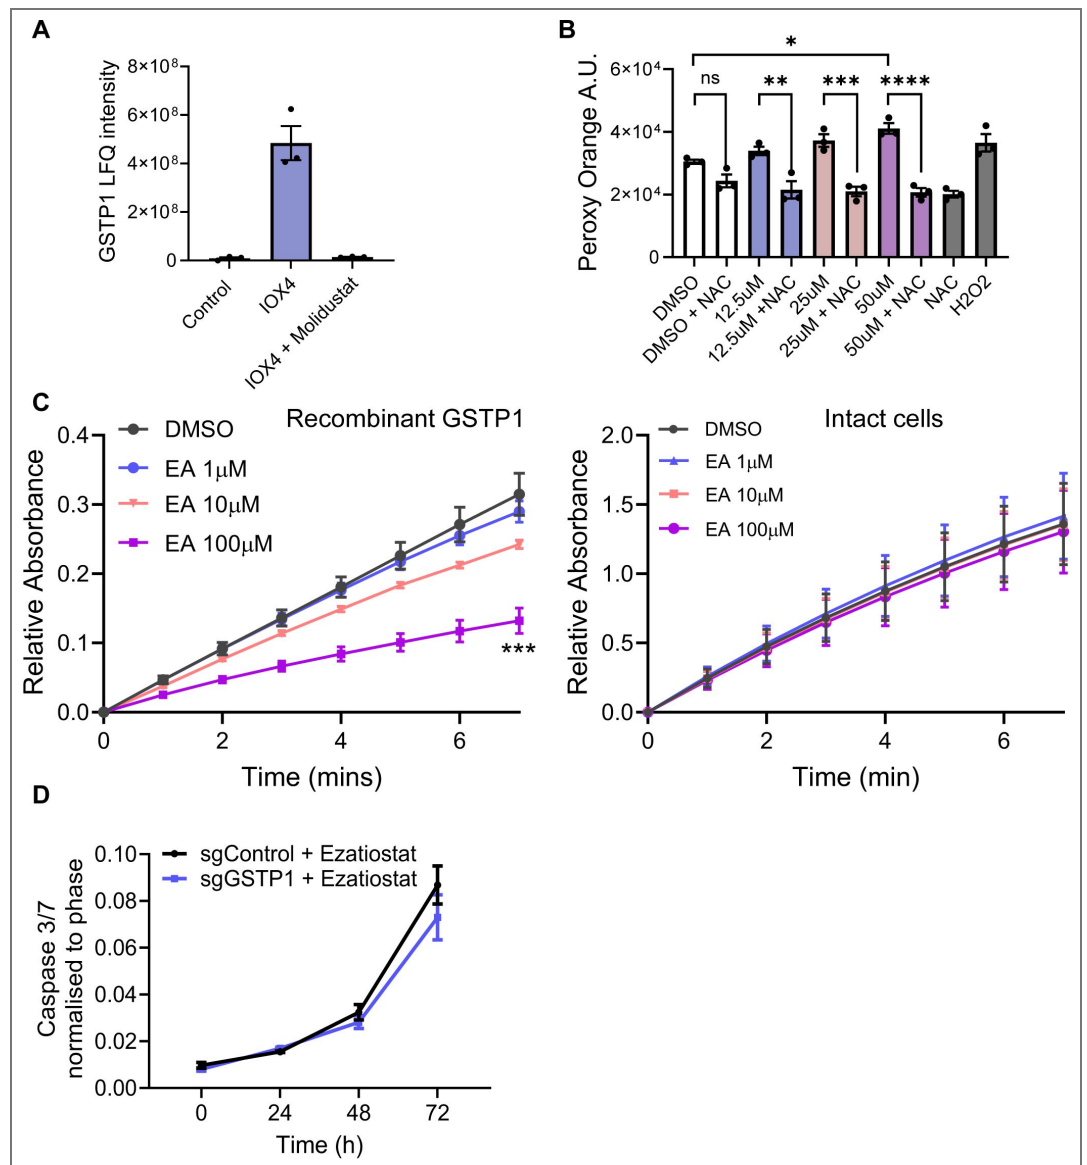 A
GSTP1 LFQ intensity
8×10⁸
6×10⁸
4×10⁸
2×10⁸
0
Control
IOX4
IOX4 + Molidustat
B
Peroxy Orange A.U.
6×10⁴
4×10⁴
2×10⁴
0
*
ns
**
***
****
DMSO
DMSO + NAC
12.5uM
12.5uM +NAC
25uM
25uM + NAC
50uM
50uM + NAC
NAC
H2O2
C
Recombinant GSTP1
DMSO
EA 1μM
EA 10μM
EA 100μM
Relative Absorbance
0.4
0.3
0.2
0.1
0.0
***
0 2 4 6
Time (mins)
Intact cells
DMSO
EA 1μM
EA 10μM
EA 100μM
Relative Absorbance
2.0
1.5
1.0
0.5
0.0
0 2 4 6
Time (min)
D
sgControl + Ezatiostat
sgGSTP1 + Ezatiostat
Caspase 3/7
normalised to phase
0.10
0.08
0.06
0.04
0.02
0.00
0 24 48 72
Time (h)